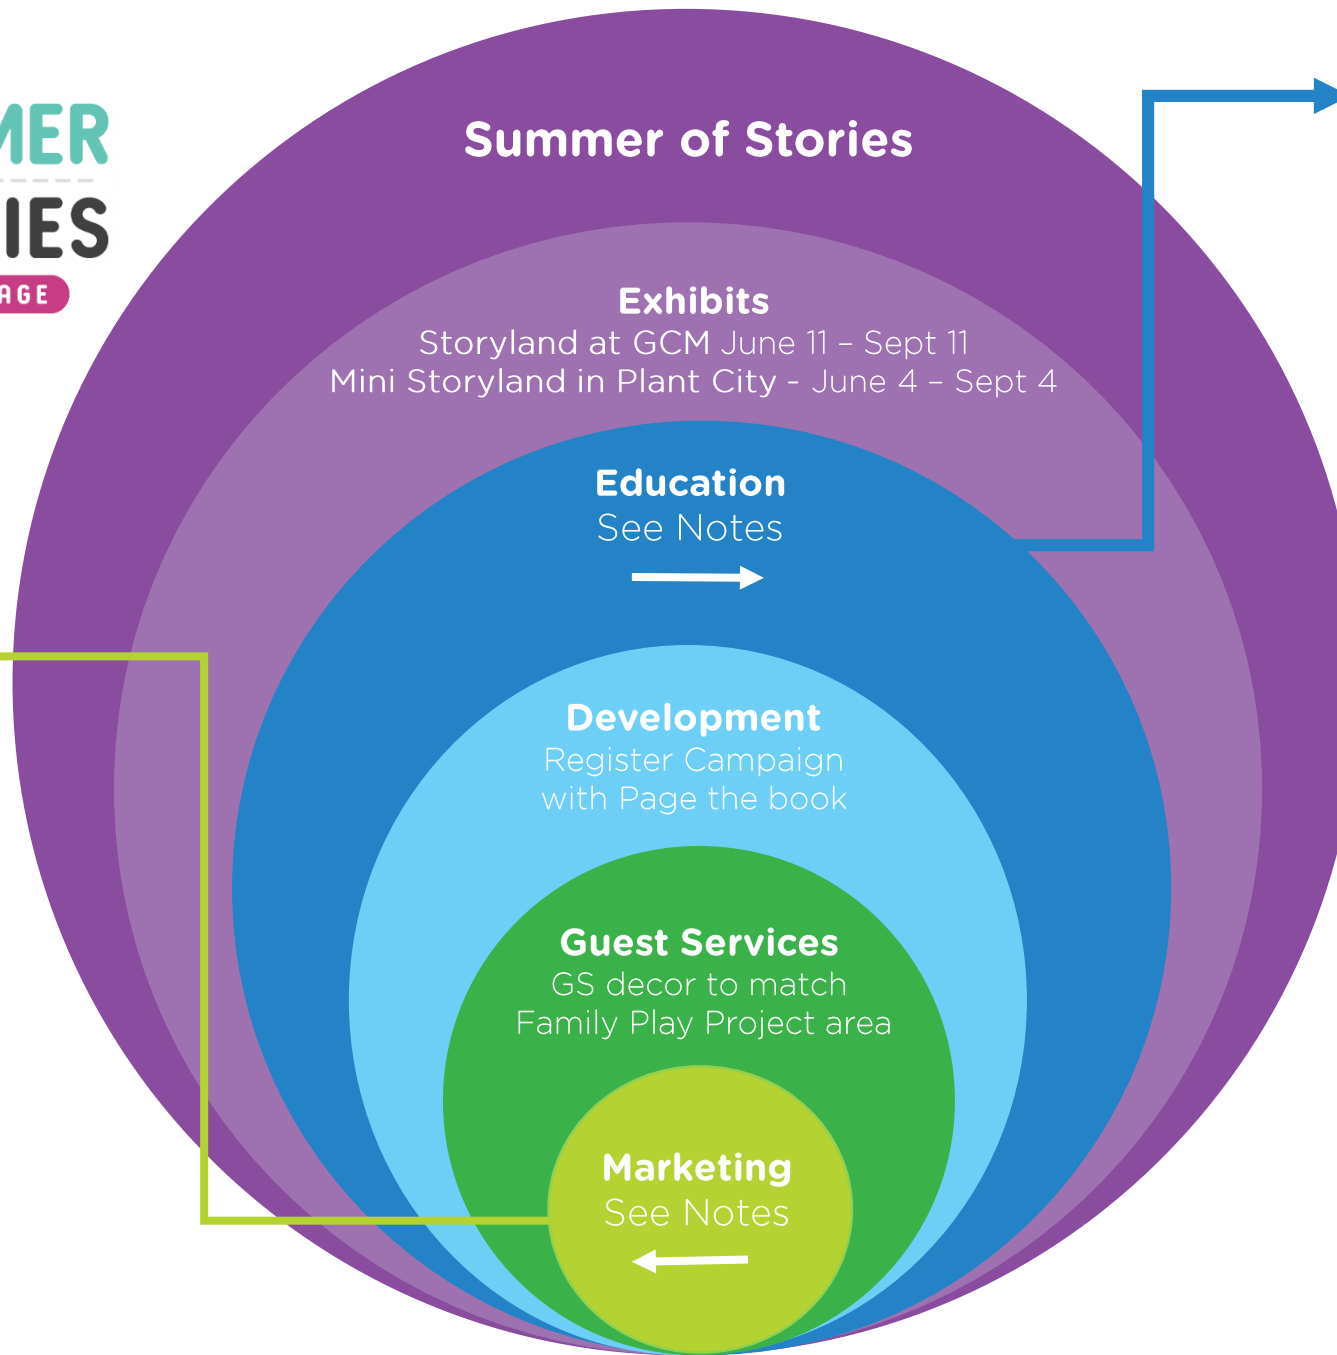 MER
IES
AGE
Summer of Stories
Exhibits
Storyland at GCM June 11 – Sept 11
Mini Storyland in Plant City - June 4 – Sept 4
Education
See Notes
Development
Register Campaign
with Page the book
Guest Services
GS decor to match
Family Play Project area
Marketing
See Notes